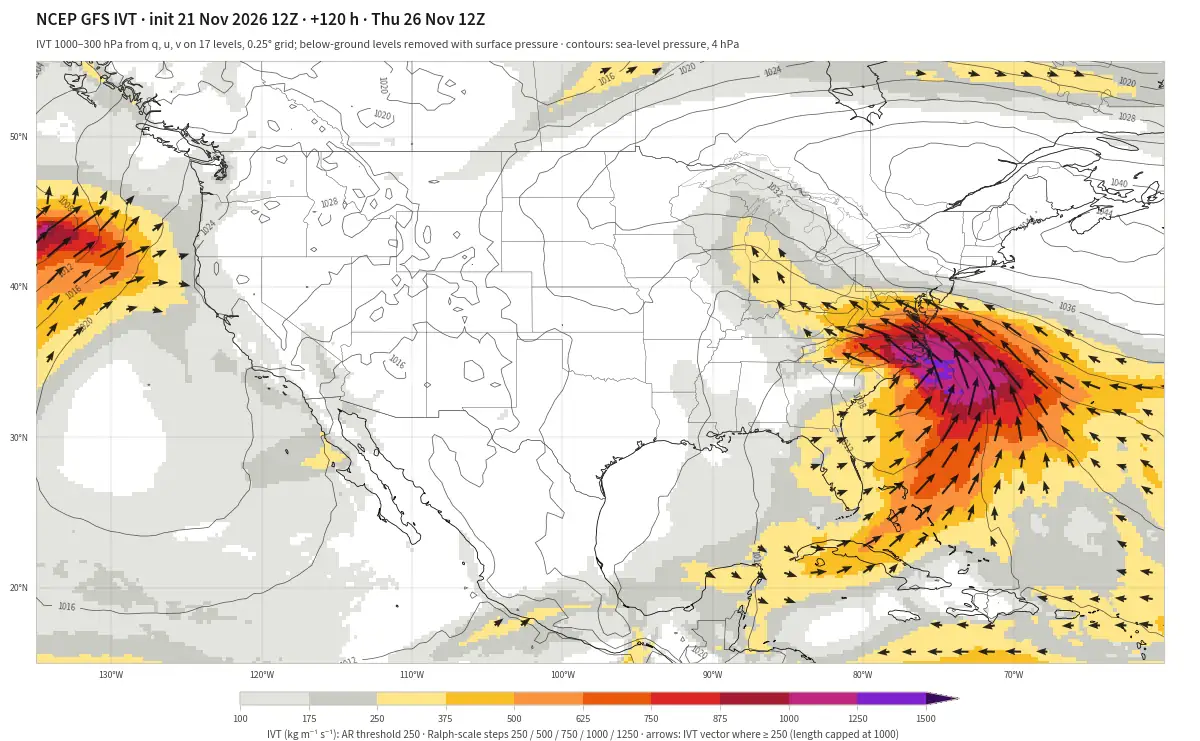 NCEP GFS IVT · init 21 Nov 2026 12Z · +120 h · Thu 26 Nov 12Z
IVT 1000–300 hPa from q, u, v on 17 levels, 0.25° grid; below-ground levels removed with surface pressure · contours: sea-level pressure, 4 hPa
1016
1020
1024
1020
1020
1028
1020
50°N
1032
1040
1028
1044
1024
1012
40°N
1016
1036
1020
1016
30°N
20°N
1016
1020
1012
130°W 120°W 110°W 100°W 90°W 80°W 70°W
100 175 250 375 500 625 750 875 1000 1250 1500
IVT (kg m⁻¹ s⁻¹): AR threshold 250 · Ralph-scale steps 250 / 500 / 750 / 1000 / 1250 · arrows: IVT vector where ≥ 250 (length capped at 1000)